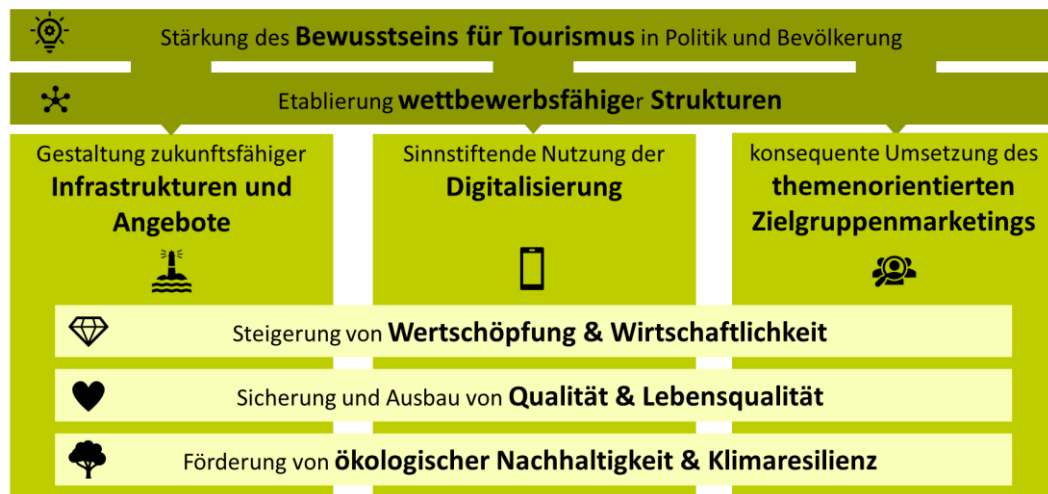 Stärkung des Bewusstseins für Tourismus in Politik und Bevölkerung
Etablierung wettbewerbsfähiger Strukturen
Gestaltung zukunftsfähiger
Infrastrukturen und
Angebote
Sinnstiftende Nutzung der
Digitalisierung
konsequente Umsetzung des
themenorientierten
Zielgruppenmarketings
Steigerung von Wertschöpfung & Wirtschaftlichkeit
Sicherung und Ausbau von Qualität & Lebensqualität
Förderung von ökologischer Nachhaltigkeit & Klimaresilienz